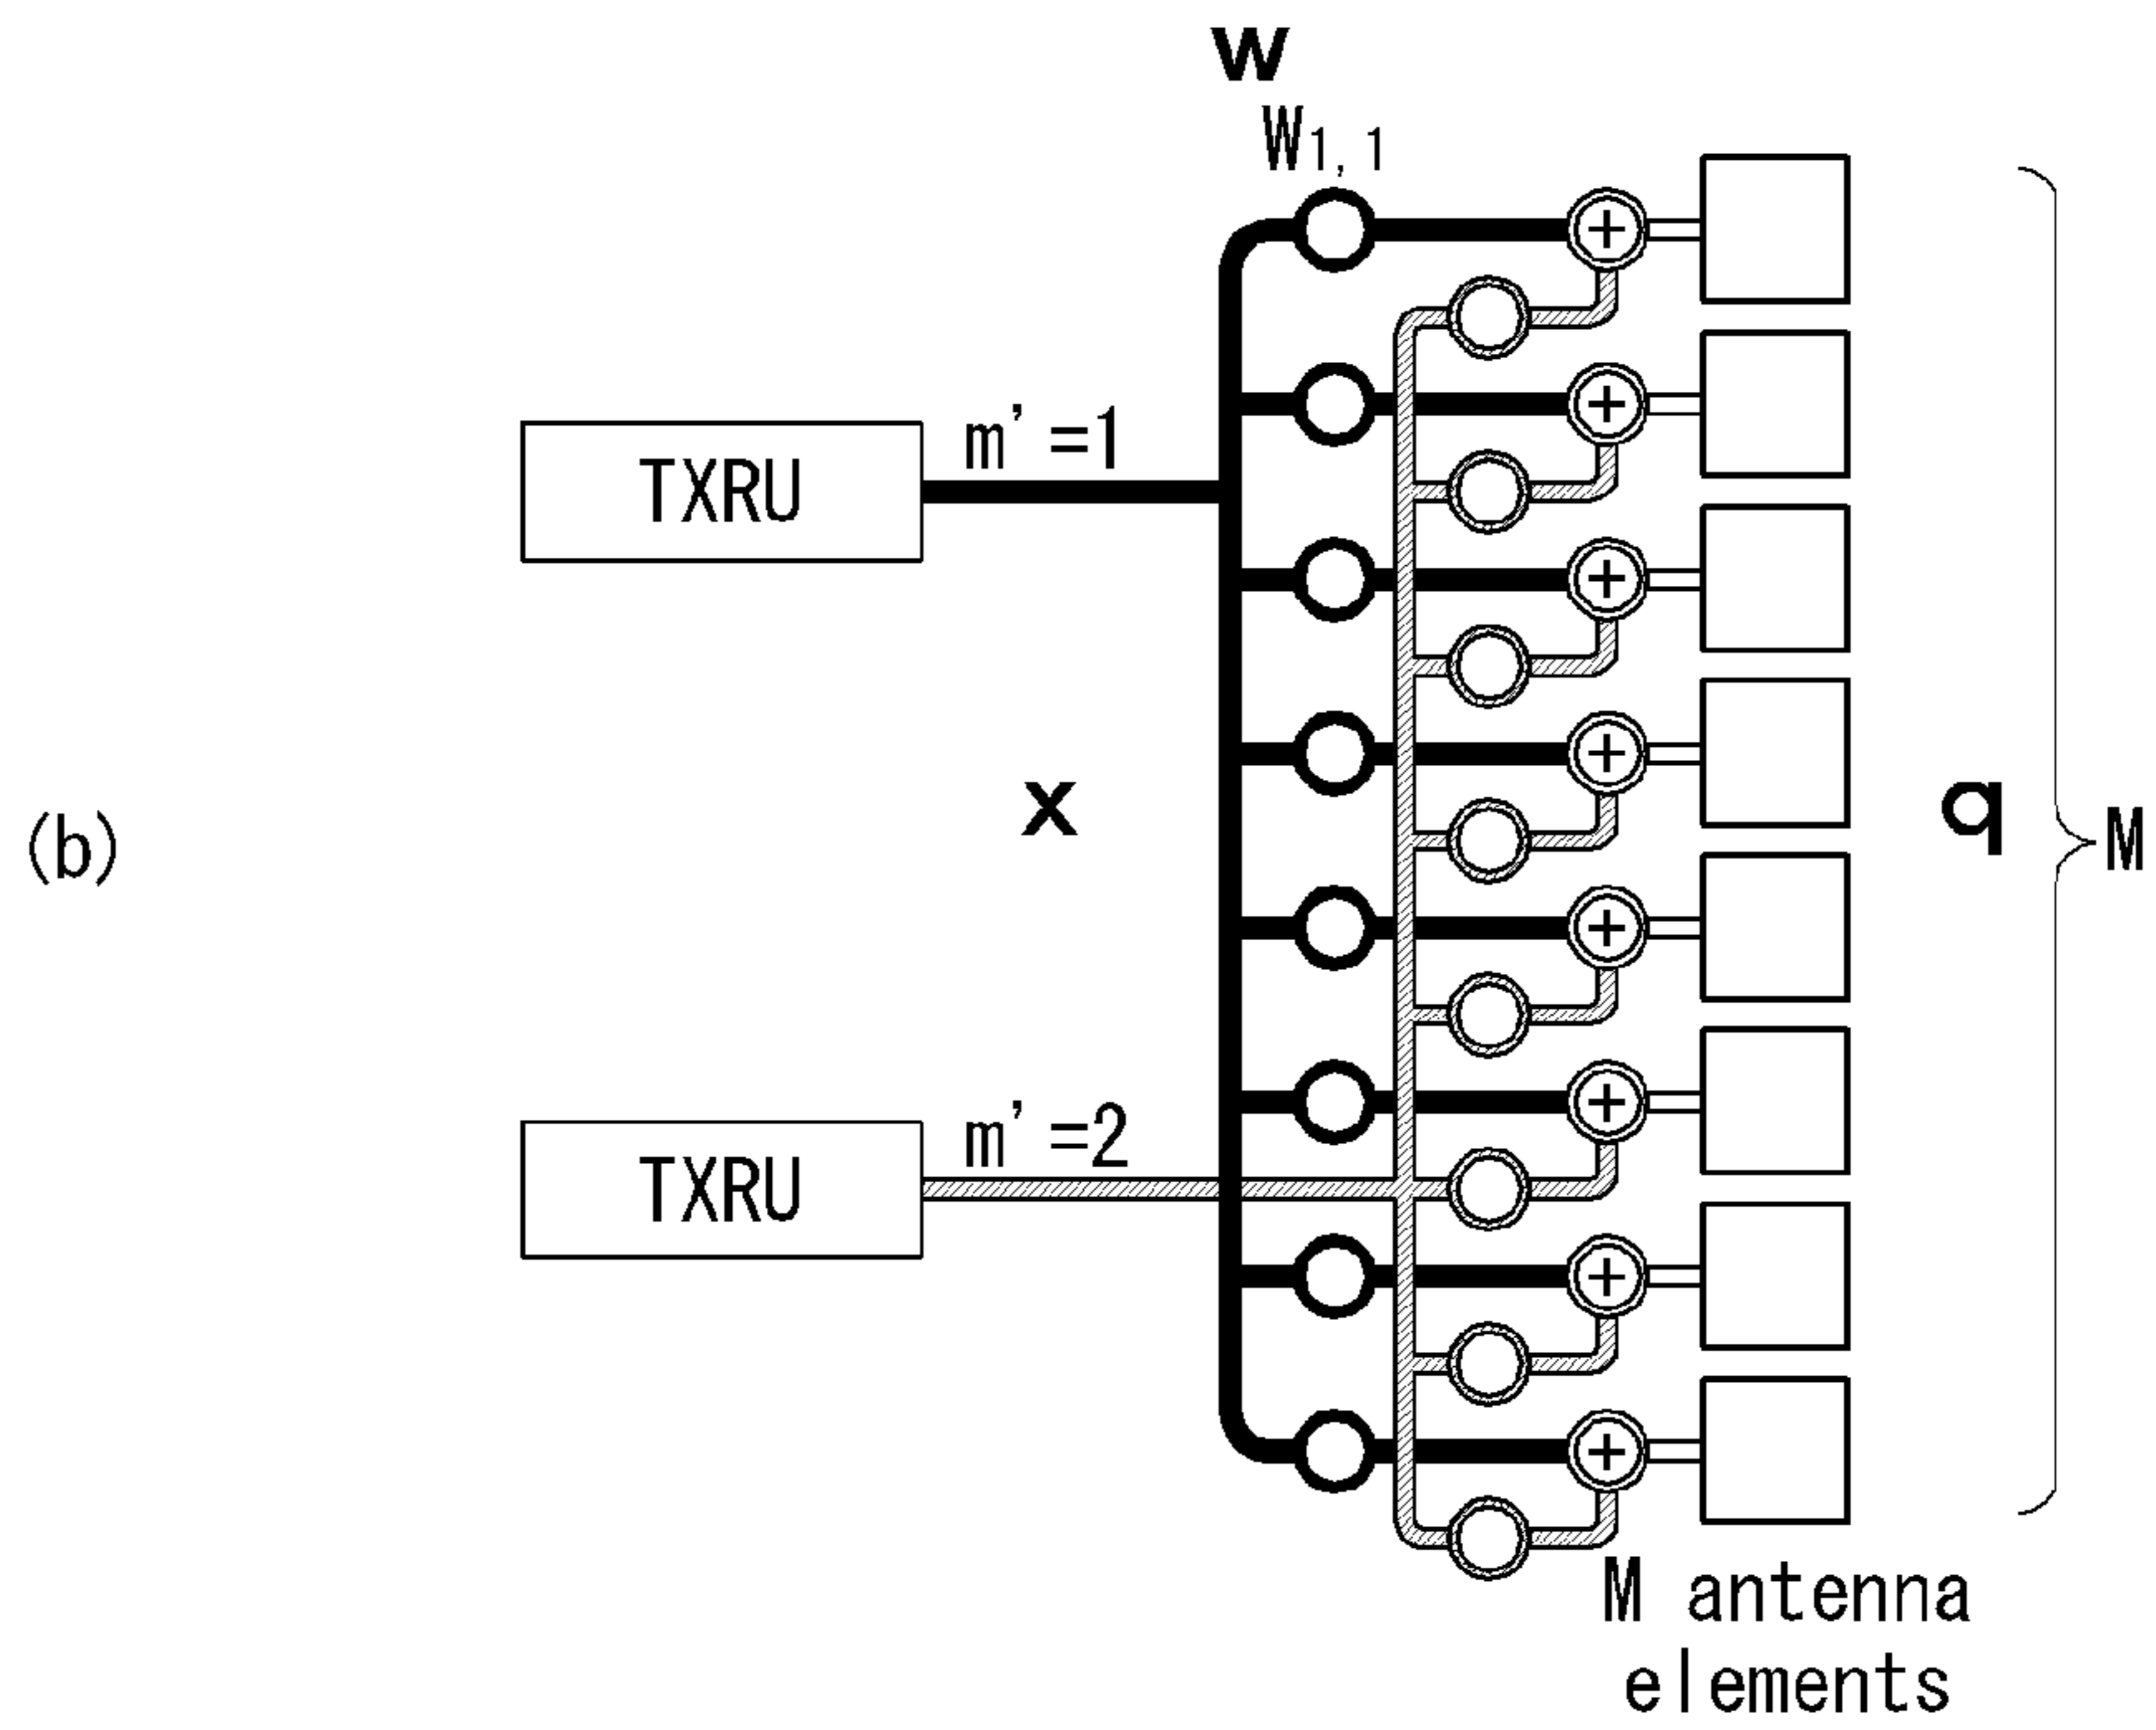 w
W1,1
TXRU
m'=1
x
q
M
(b)
TXRU
m'=2
+
+
+
+
+
+
+
+
M antenna
elements